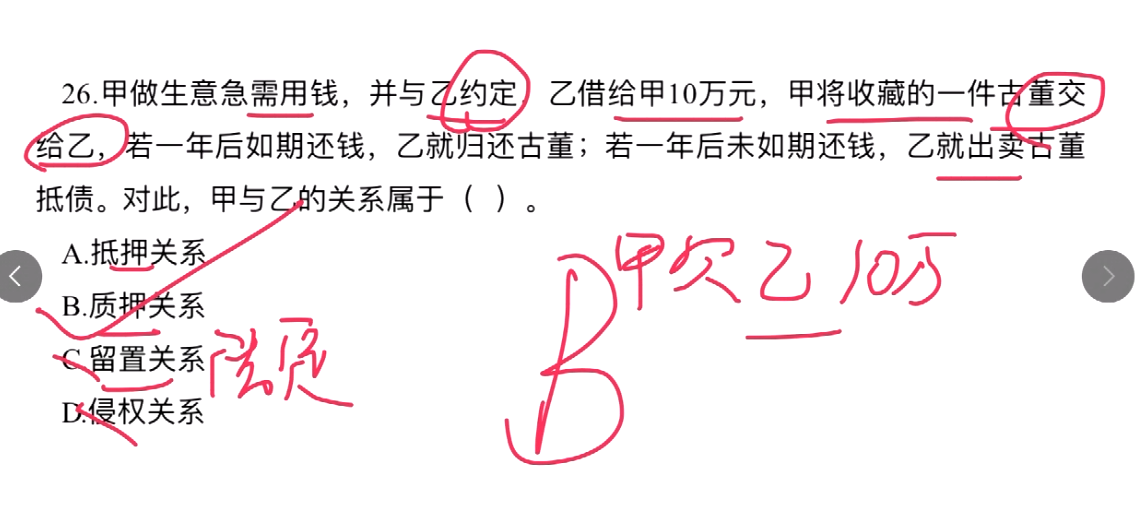 26.甲做生意急需用钱，并与乙约定，乙借给甲10万元，甲将收藏的一件古董交
给乙，若一年后如期还钱，乙就归还古董；若一年后未如期还钱，乙就出卖古董
抵债。对此，甲与乙的关系属于（ ）。
A.抵押关系
甲欠乙10万
B.质押关系
B
C.留置关系
法定
D.侵权关系